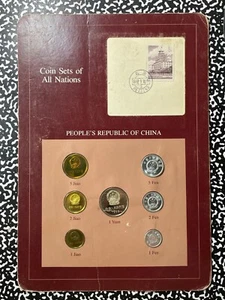 Coin Sets of
All Nations
PEOPLE'S REPUBLIC OF CHINA
5 Jiao
5 Fen
2 Jiao
1 Yuan
2 Fen
1 Jiao
1 Fen